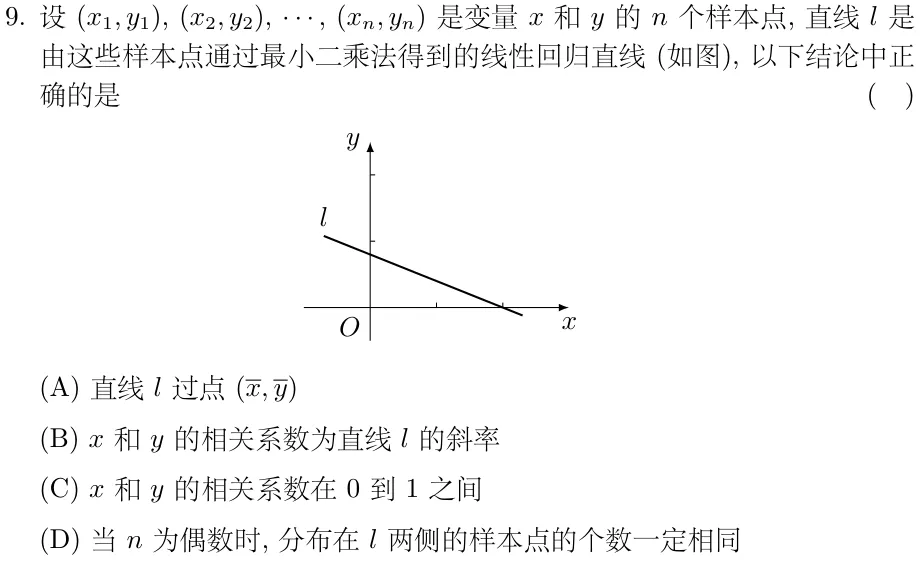 9. 设 (x₁, y₁), (x₂, y₂), ···, (xₙ, yₙ) 是变量 x 和 y 的 n 个样本点, 直线 l 是
由这些样本点通过最小二乘法得到的线性回归直线 (如图), 以下结论中正
确的是 ( )
y
l
O
x
(A) 直线 l 过点 (x̅, y̅)
(B) x 和 y 的相关系数为直线 l 的斜率
(C) x 和 y 的相关系数在 0 到 1 之间
(D) 当 n 为偶数时, 分布在 l 两侧的样本点的个数一定相同